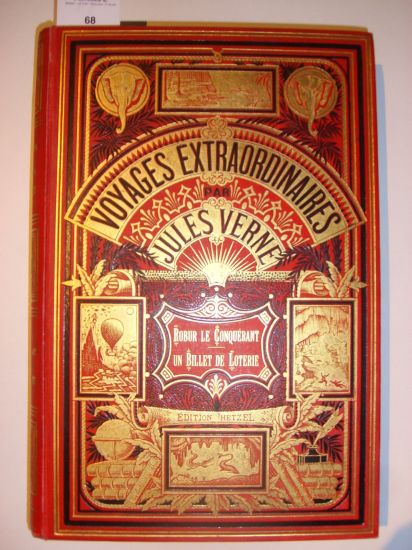 68
VOYAGES EXTRAORDINAIRES
PAR
JULES VERNE
ROBUR LE CONQUÉRANT
UN BILLET DE LOTERIE
ÉDITION HETZEL